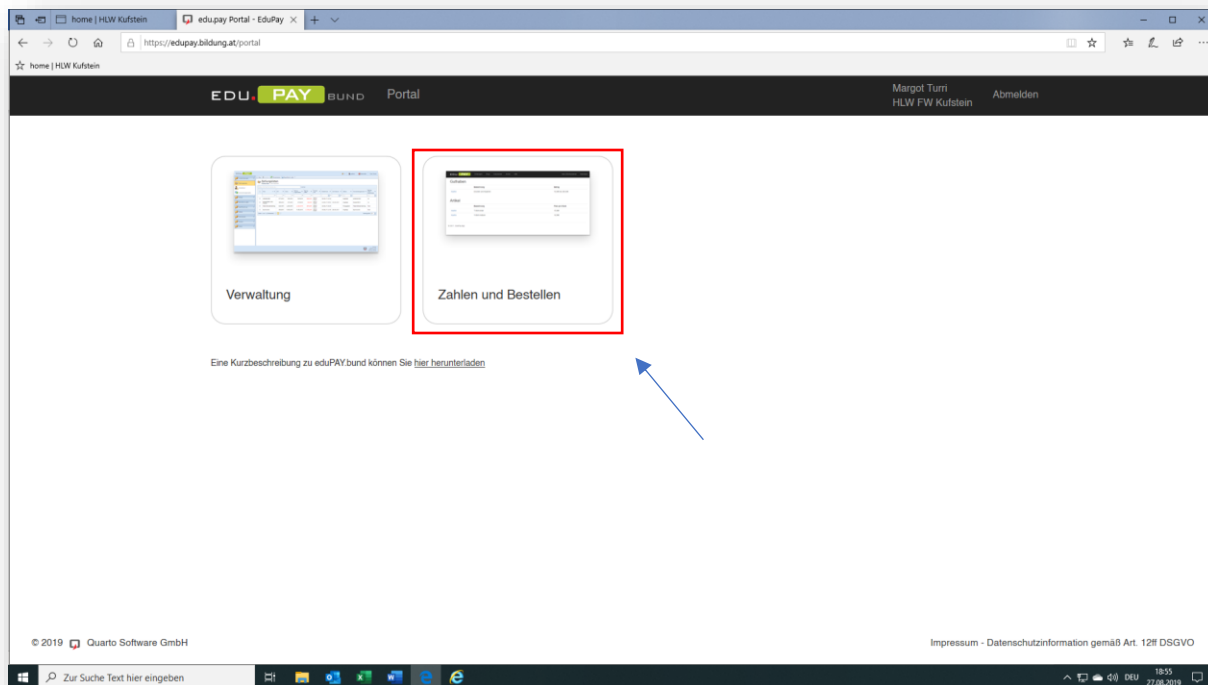 home | HLW Kufstein
edu.pay Portal - EduPay
https://edupay.bildung.at/portal
home | HLW Kufstein
EDU. PAY BUND Portal
Margot Turri
HLW FW Kufstein
Abmelden
Verwaltung
Zahlen und Bestellen
Eine Kurzbeschreibung zu eduPAY.bund können Sie hier herunterladen
© 2019 Quarto Software GmbH
Impressum - Datenschutzinformation gemäß Art. 12ff DSGVO
Zur Suche Text hier eingeben
DEU
18:55
27.08.2019